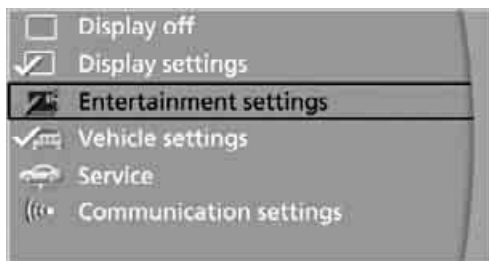 Display off
Display settings
Entertainment settings
Vehicle settings
Service
Communication settings